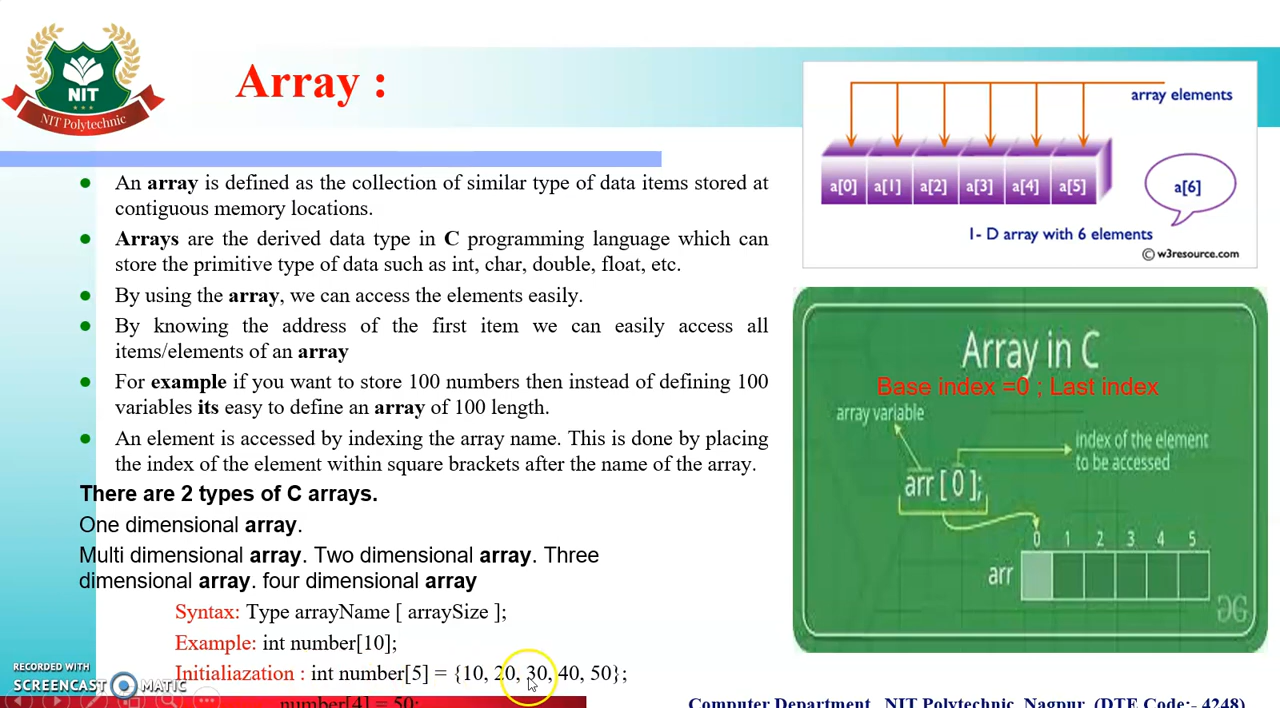 NIT
NIT Polytechnic
Array :
An array is defined as the collection of similar type of data items stored at
contiguous memory locations.
Arrays are the derived data type in C programming language which can
store the primitive type of data such as int, char, double, float, etc.
By using the array, we can access the elements easily.
By knowing the address of the first item we can easily access all
items/elements of an array
For example if you want to store 100 numbers then instead of defining 100
variables its easy to define an array of 100 length.
An element is accessed by indexing the array name. This is done by placing
the index of the element within square brackets after the name of the array.
There are 2 types of C arrays.
One dimensional array.
Multi dimensional array. Two dimensional array. Three
dimensional array. four dimensional array
Syntax: Type arrayName [ arraySize ];
Example: int number[10];
Initialiazation : int number[5] = {10, 20, 30, 40, 50};
number[4] = 50;
array elements
a[0] a[1] a[2] a[3] a[4] a[5]
a[6]
1- D array with 6 elements
© w3resource.com
Array in C
Base index =0 ; Last index
array variable
index of the element
to be accessed
arr [ 0 ];
0 1 2 3 4 5
arr
GG
RECORDED WITH
SCREENCAST MATIC
Computer Department, NIT Polytechnic, Nagpur (DTE Code:- 4248)